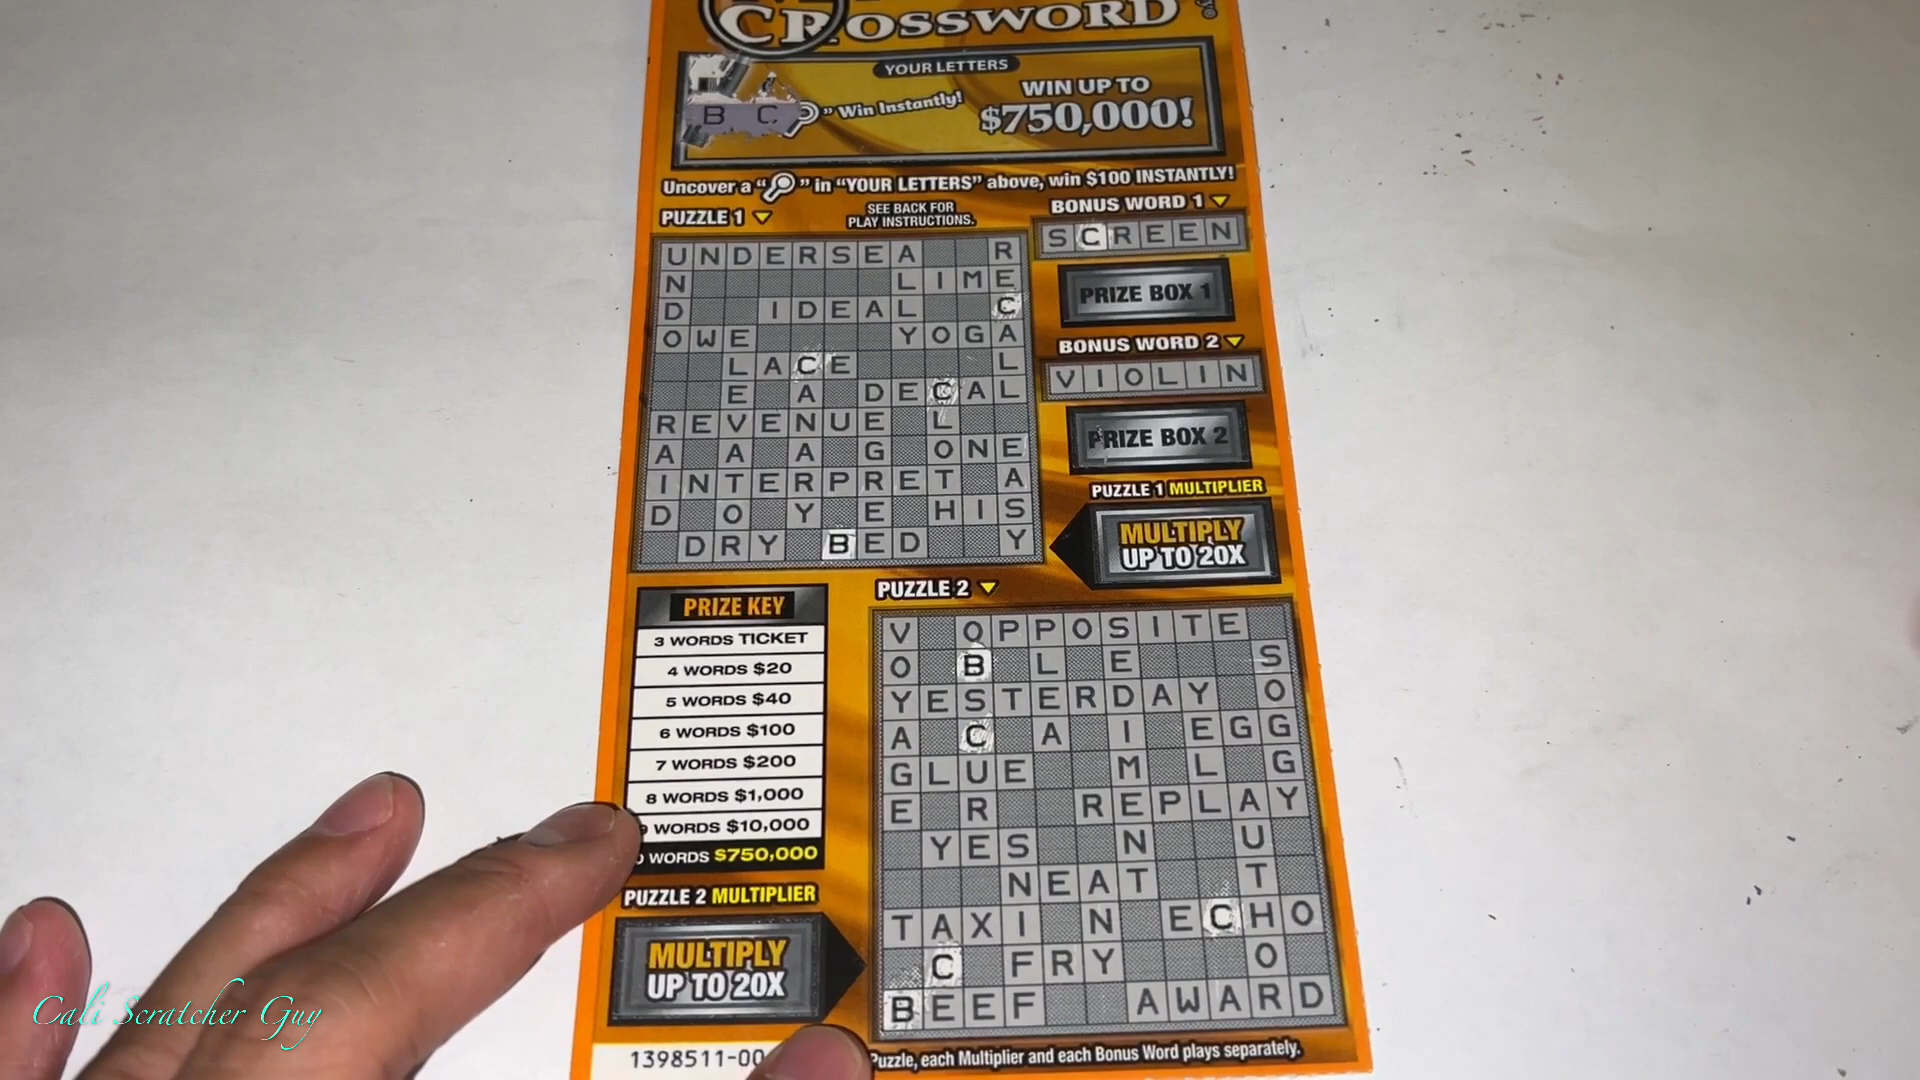 CROSSWORD
YOUR LETTERS
B C
" Win Instantly!
WIN UP TO
$750,000!
Uncover a " " in "YOUR LETTERS" above, win $100 INSTANTLY!
PUZZLE 1
SEE BACK FOR
PLAY INSTRUCTIONS.
BONUS WORD 1
SCREEN
PRIZE BOX 1
BONUS WORD 2
VIOLIN
PRIZE BOX 2
PUZZLE 1 MULTIPLIER
MULTIPLY
UP TO 20X
UNDERSEA R
N LIME
D IDEAL C
OWE YOGA
LACE L
E A DECAL
REVENUE L
A A A G ONE
INTERPRET A
D O Y E HIS
DRY BED Y
PRIZE KEY
3 WORDS TICKET
4 WORDS $20
5 WORDS $40
6 WORDS $100
7 WORDS $200
8 WORDS $1,000
9 WORDS $10,000
0 WORDS $750,000
PUZZLE 2 MULTIPLIER
MULTIPLY
UP TO 20X
PUZZLE 2
V OPPOSITE
O B L E S
YESTERDAY O
A C A I EGG
GLUE M L G
E R REPLAY
YES N U
NEAT T
TAXI N ECHO
C FRY O
BEEF AWARD
1398511-00
Puzzle, each Multiplier and each Bonus Word plays separately.
Cali Scratcher Guy